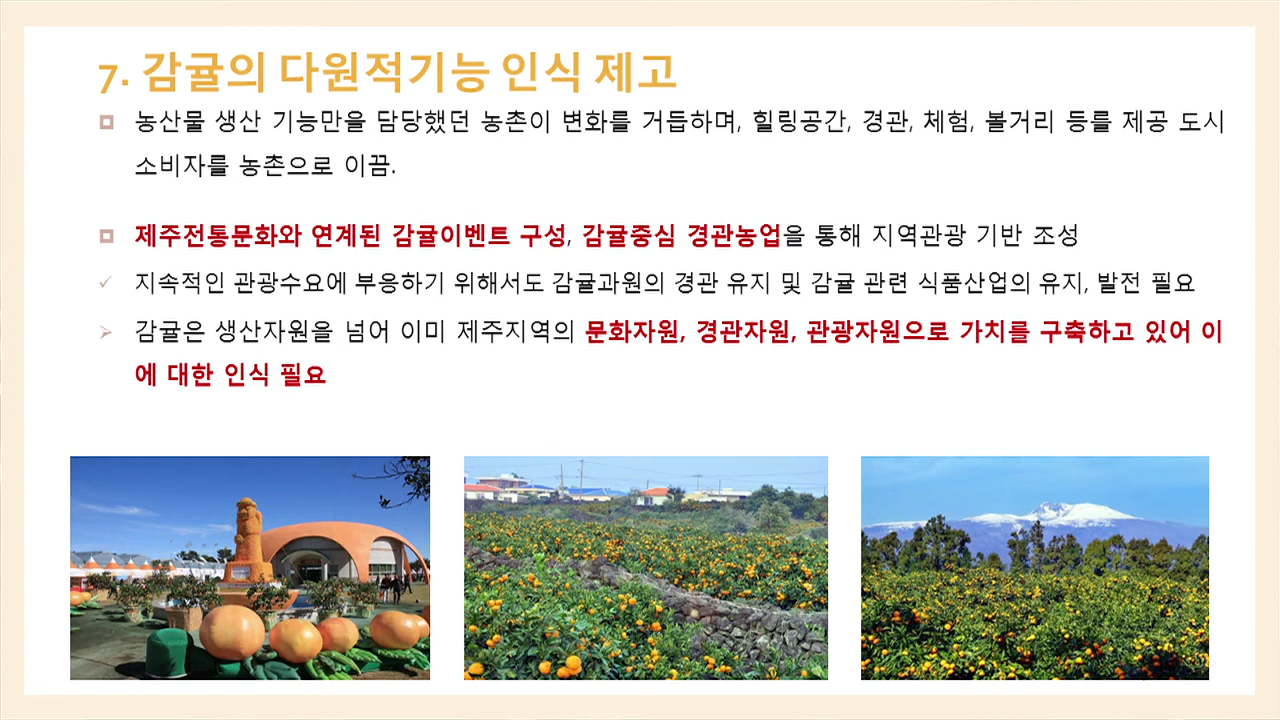 7. 감귤의 다원적기능 인식 제고
농산물 생산 기능만을 담당했던 농촌이 변화를 거듭하며, 힐링공간, 경관, 체험, 볼거리 등를 제공 도시
소비자를 농촌으로 이끔.
제주전통문화와 연계된 감귤이벤트 구성, 감귤중심 경관농업을 통해 지역관광 기반 조성
지속적인 관광수요에 부응하기 위해서도 감귤과원의 경관 유지 및 감귤 관련 식품산업의 유지, 발전 필요
감귤은 생산자원을 넘어 이미 제주지역의 문화자원, 경관자원, 관광자원으로 가치를 구축하고 있어 이
에 대한 인식 필요